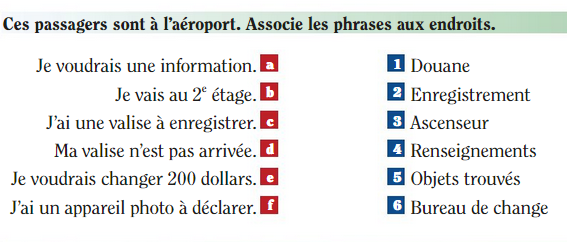 Ces passagers sont à l'aéroport. Associe les phrases aux endroits.
Je voudrais une information. a 1 Douane
Je vais au 2e étage. b 2 Enregistrement
J'ai une valise à enregistrer. c 3 Ascenseur
Ma valise n'est pas arrivée. d 4 Renseignements
Je voudrais changer 200 dollars. e 5 Objets trouvés
J'ai un appareil photo à déclarer. f 6 Bureau de change